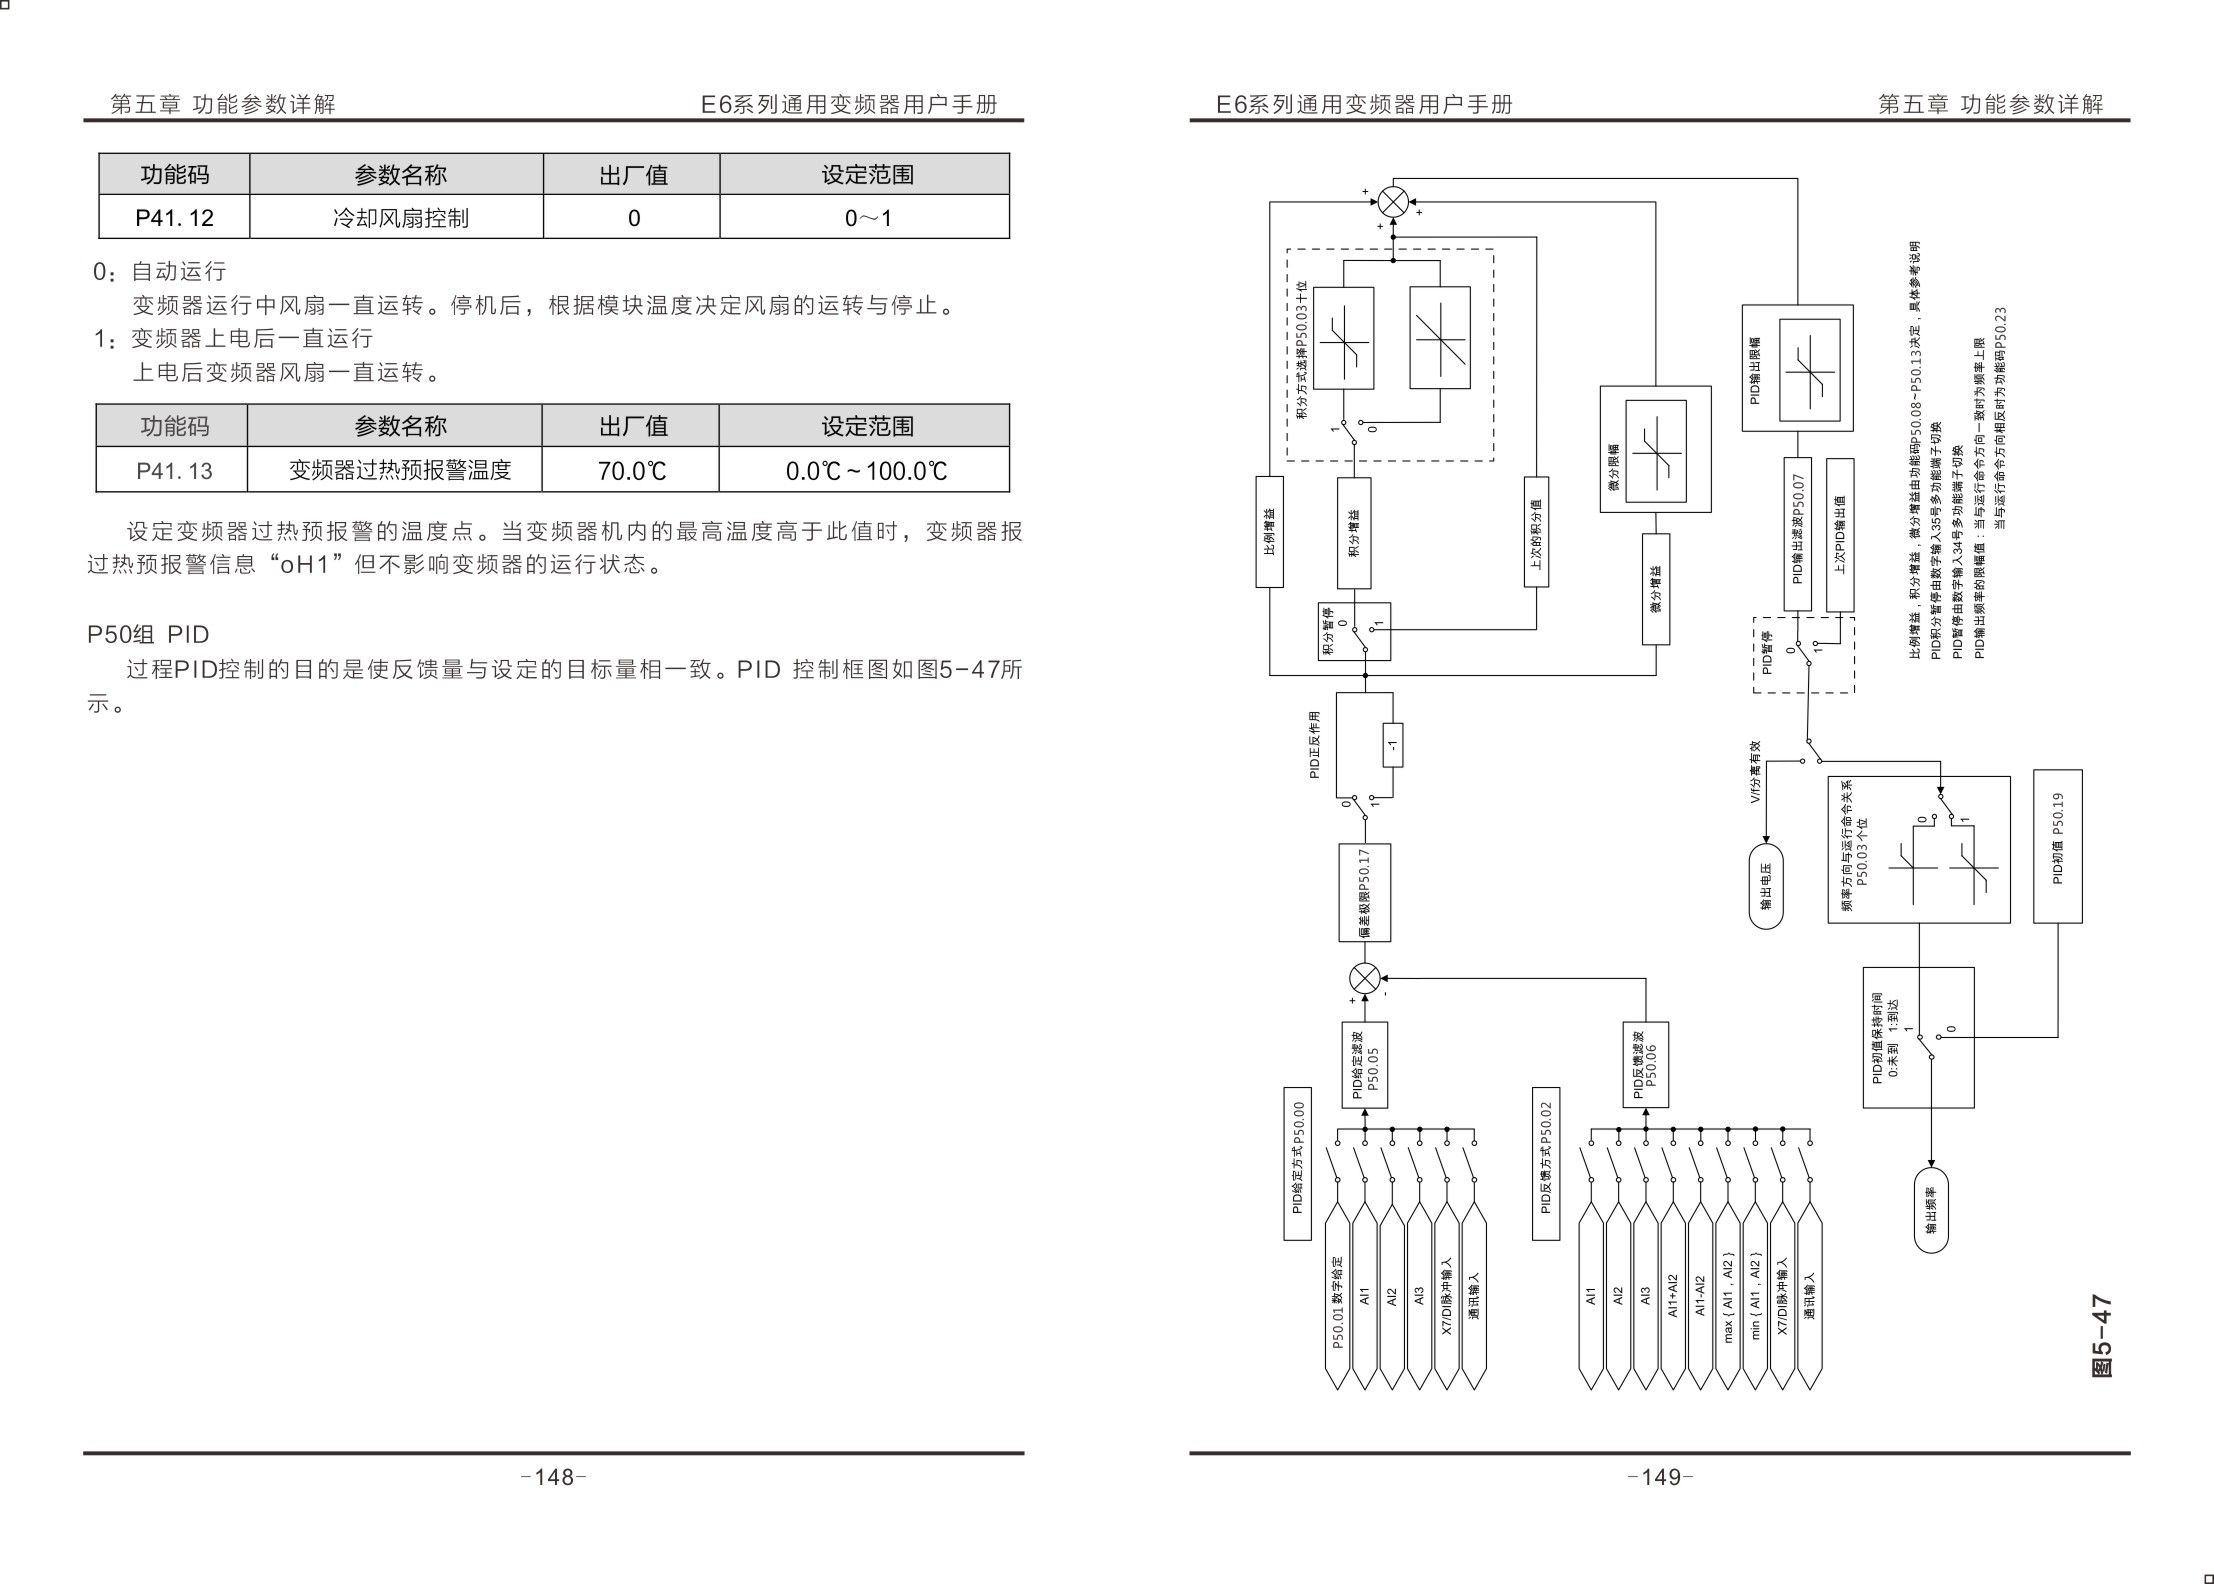 第五章 功能参数详解
E6系列通用变频器用户手册
功能码 参数名称 出厂值 设定范围
P41.12 冷却风扇控制 0 0～1
0：自动运行
变频器运行中风扇一直运转。停机后，根据模块温度决定风扇的运转与停止。
1：变频器上电后一直运行
上电后变频器风扇一直运转。
功能码 参数名称 出厂值 设定范围
P41.13 变频器过热预报警温度 70.0℃ 0.0℃ ~ 100.0℃
设定变频器过热预报警的温度点。当变频器机内的最高温度高于此值时，变频器报
过热预报警信息“oH1”但不影响变频器的运行状态。
P50组 PID
过程PID控制的目的是使反馈量与设定的目标量相一致。PID 控制框图如图5-47所
示。
-148-
E6系列通用变频器用户手册
第五章 功能参数详解
PID给定方式P50.00
P50.01 数字给定
AI1
AI2
AI3
X7/DI脉冲输入
通讯输入
PID给定滤波
P50.05
+
-
偏差极限P50.17
0
1
PID正反作用
-1
比例增益
积分暂停
0
1
积分增益
积分方式选择P50.03十位
1
0
上次的积分值
微分增益
微分限幅
+
+
+
PID反馈方式P50.02
AI1
AI2
AI3
AI1+AI2
AI1-AI2
max { AI1 , AI2 }
min { AI1 , AI2 }
X7/DI脉冲输入
通讯输入
PID反馈滤波
P50.06
PID输出限幅
PID输出滤波P50.07
上次PID输出值
PID暂停
0
1
V/f分离有效
输出电压
频率方向与运行命令关系
P50.03 个位
0
1
PID初值 P50.19
PID初值保持时间
0:未到 1:到达
1
0
输出频率
比例增益，积分增益，微分增益由功能码P50.08~P50.13决定，具体参考说明
PID积分暂停由数字输入35号多功能端子切换
PID暂停由数字输入34号多功能端子切换
PID输出频率的限幅值：当与运行命令方向一致时为频率上限
当与运行命令方向相反时为功能码P50.23
图5-47
-149-